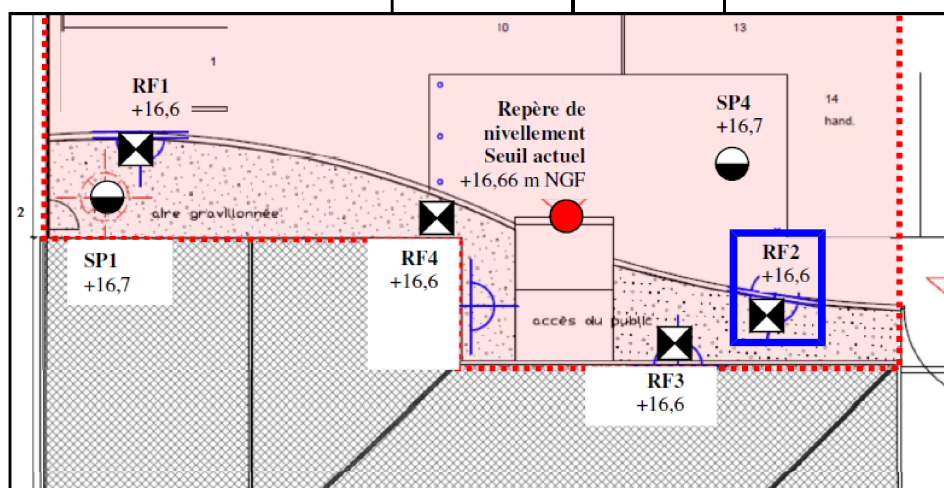 10
13
1
RF1
+16,6
Repère de
nivellement
Seuil actuel
+16,66 m NGF
SP4
+16,7
14
hand.
2
aire gravillonnée
SP1
+16,7
RF4
+16,6
RF2
+16,6
accès du public
RF3
+16,6